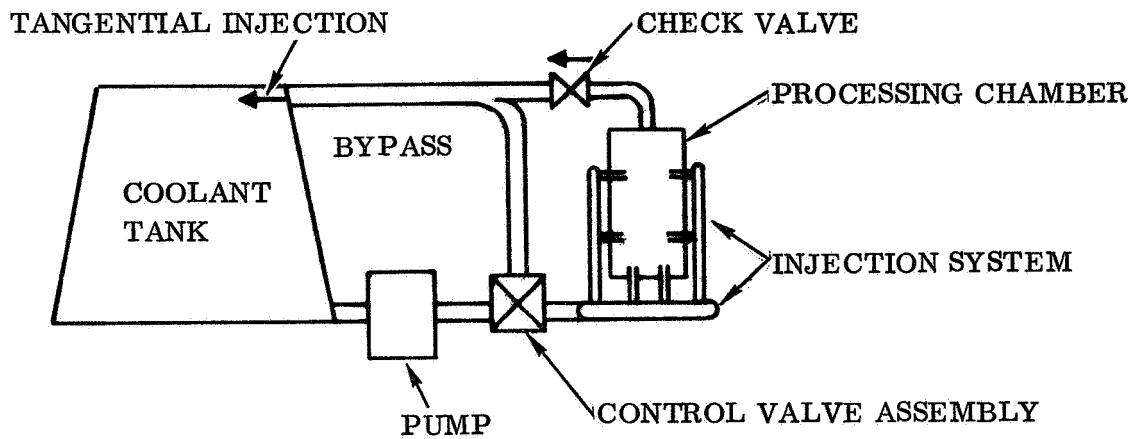 TANGENTIAL INJECTION
CHECK VALVE
PROCESSING CHAMBER
BYPASS
COOLANT
TANK
INJECTION SYSTEM
PUMP
CONTROL VALVE ASSEMBLY